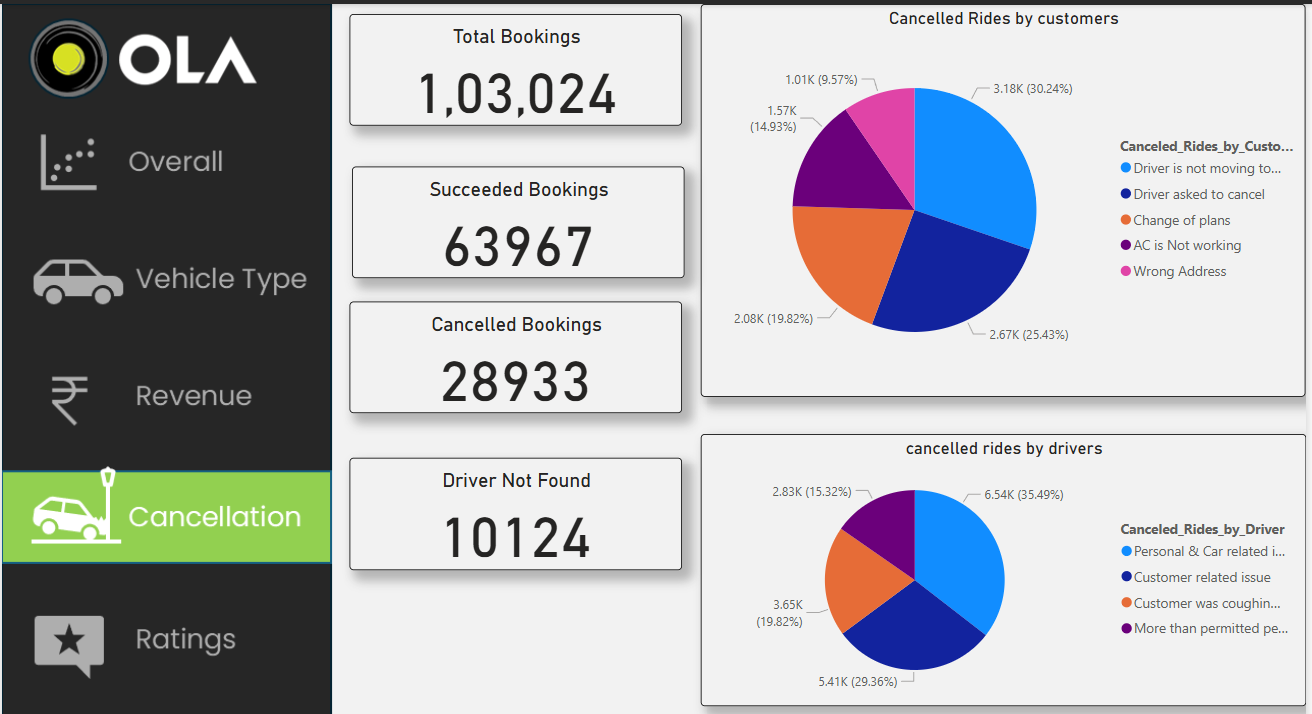 OLA
Overall
Vehicle Type
₹
Revenue
Cancellation
Ratings
Total Bookings
1,03,024
Succeeded Bookings
63967
Cancelled Bookings
28933
Driver Not Found
10124
Cancelled Rides by customers
1.01K (9.57%)
3.18K (30.24%)
1.57K
(14.93%)
2.08K (19.82%)
2.67K (25.43%)
Canceled_Rides_by_Custo...
Driver is not moving to...
Driver asked to cancel
Change of plans
AC is Not working
Wrong Address
cancelled rides by drivers
2.83K (15.32%)
6.54K (35.49%)
3.65K
(19.82%)
5.41K (29.36%)
Canceled_Rides_by_Driver
Personal & Car related i...
Customer related issue
Customer was coughin...
More than permitted pe...